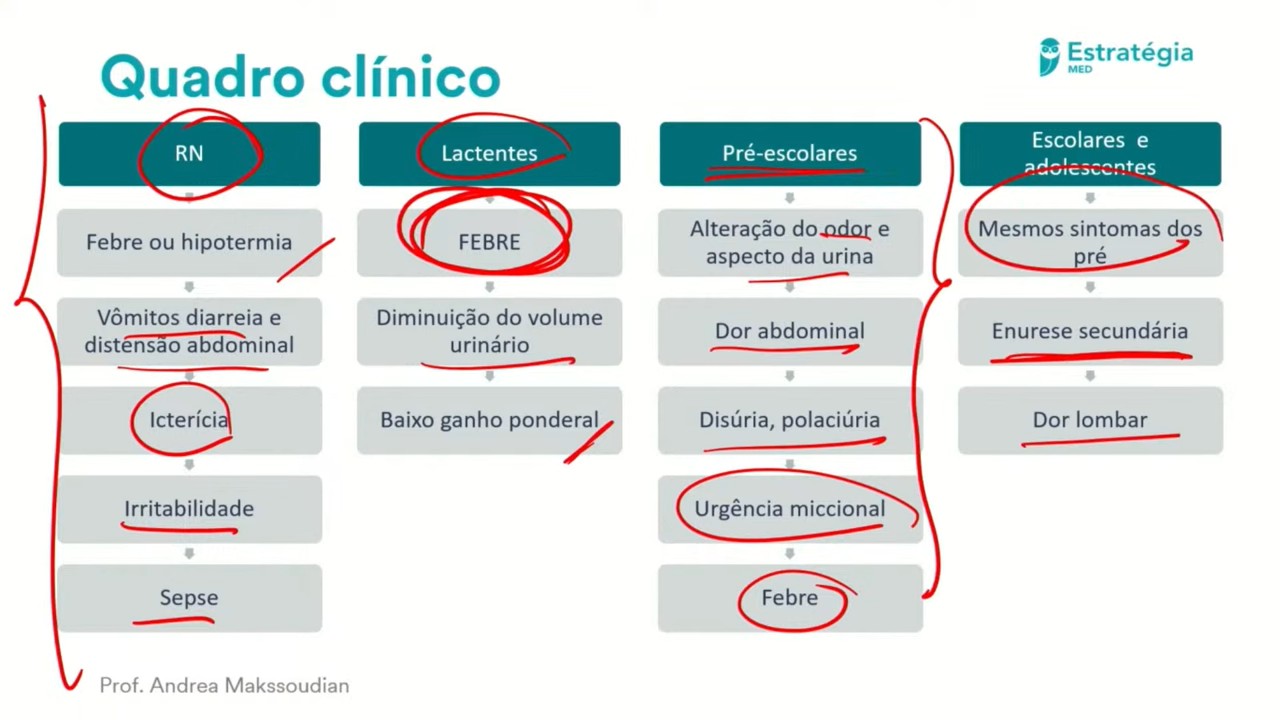 Quadro clínico
Estratégia
MED
RN
Febre ou hipotermia
Vômitos diarreia e
distensão abdominal
Icterícia
Irritabilidade
Sepse
Lactentes
FEBRE
Diminuição do volume
urinário
Baixo ganho ponderal
Pré-escolares
Alteração do odor e
aspecto da urina
Dor abdominal
Disúria, polaciúria
Urgência miccional
Febre
Escolares e
adolescentes
Mesmos sintomas dos
pré
Enurese secundária
Dor lombar
Prof. Andrea Makssoudian